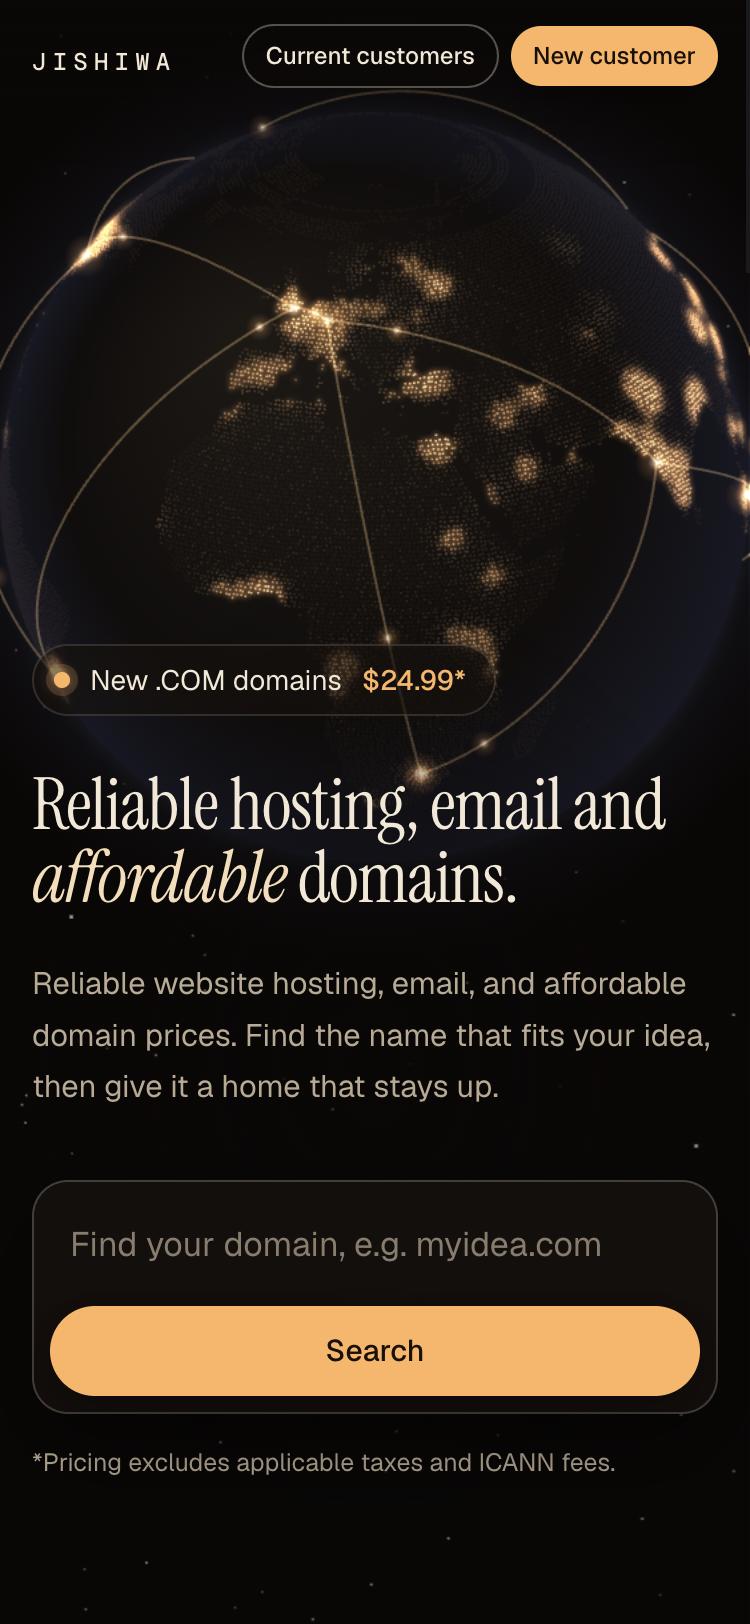 JISHIWA
Current customers
New customer
New .COM domains $24.99*
Reliable hosting, email and
affordable domains.
Reliable website hosting, email, and affordable
domain prices. Find the name that fits your idea,
then give it a home that stays up.
Find your domain, e.g. myidea.com
Search
*Pricing excludes applicable taxes and ICANN fees.